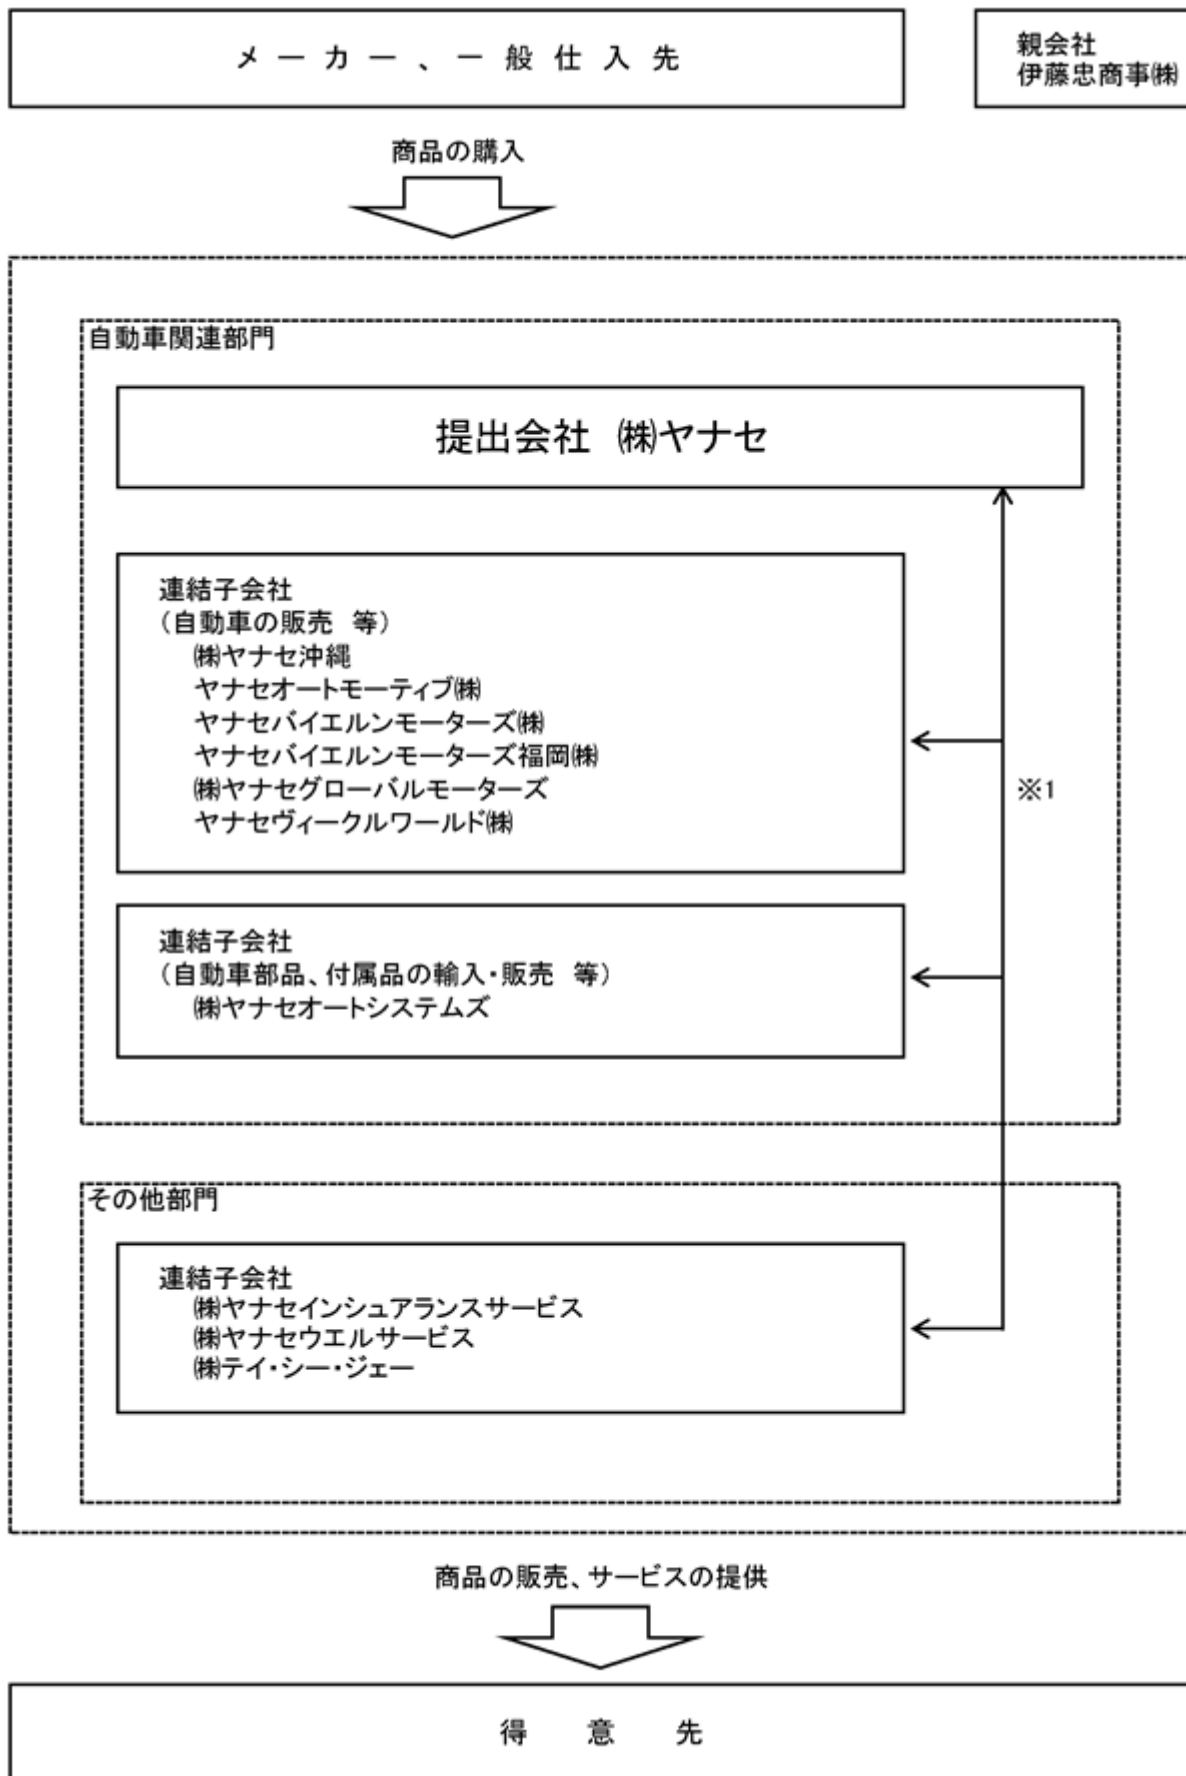 メーカー、一般仕入先
親会社
伊藤忠商事㈱
商品の購入
自動車関連部門
提出会社 ㈱ヤナセ
連結子会社
（自動車の販売 等）
㈱ヤナセ沖縄
ヤナセオートモーティブ㈱
ヤナセバイエルンモーターズ㈱
ヤナセバイエルンモーターズ福岡㈱
㈱ヤナセグローバルモーターズ
ヤナセヴィークルワールド㈱
※1
連結子会社
（自動車部品、付属品の輸入・販売 等）
㈱ヤナセオートシステムズ
その他部門
連結子会社
㈱ヤナセインシュアランスサービス
㈱ヤナセウエルサービス
㈱テイ・シー・ジェー
商品の販売、サービスの提供
得意先